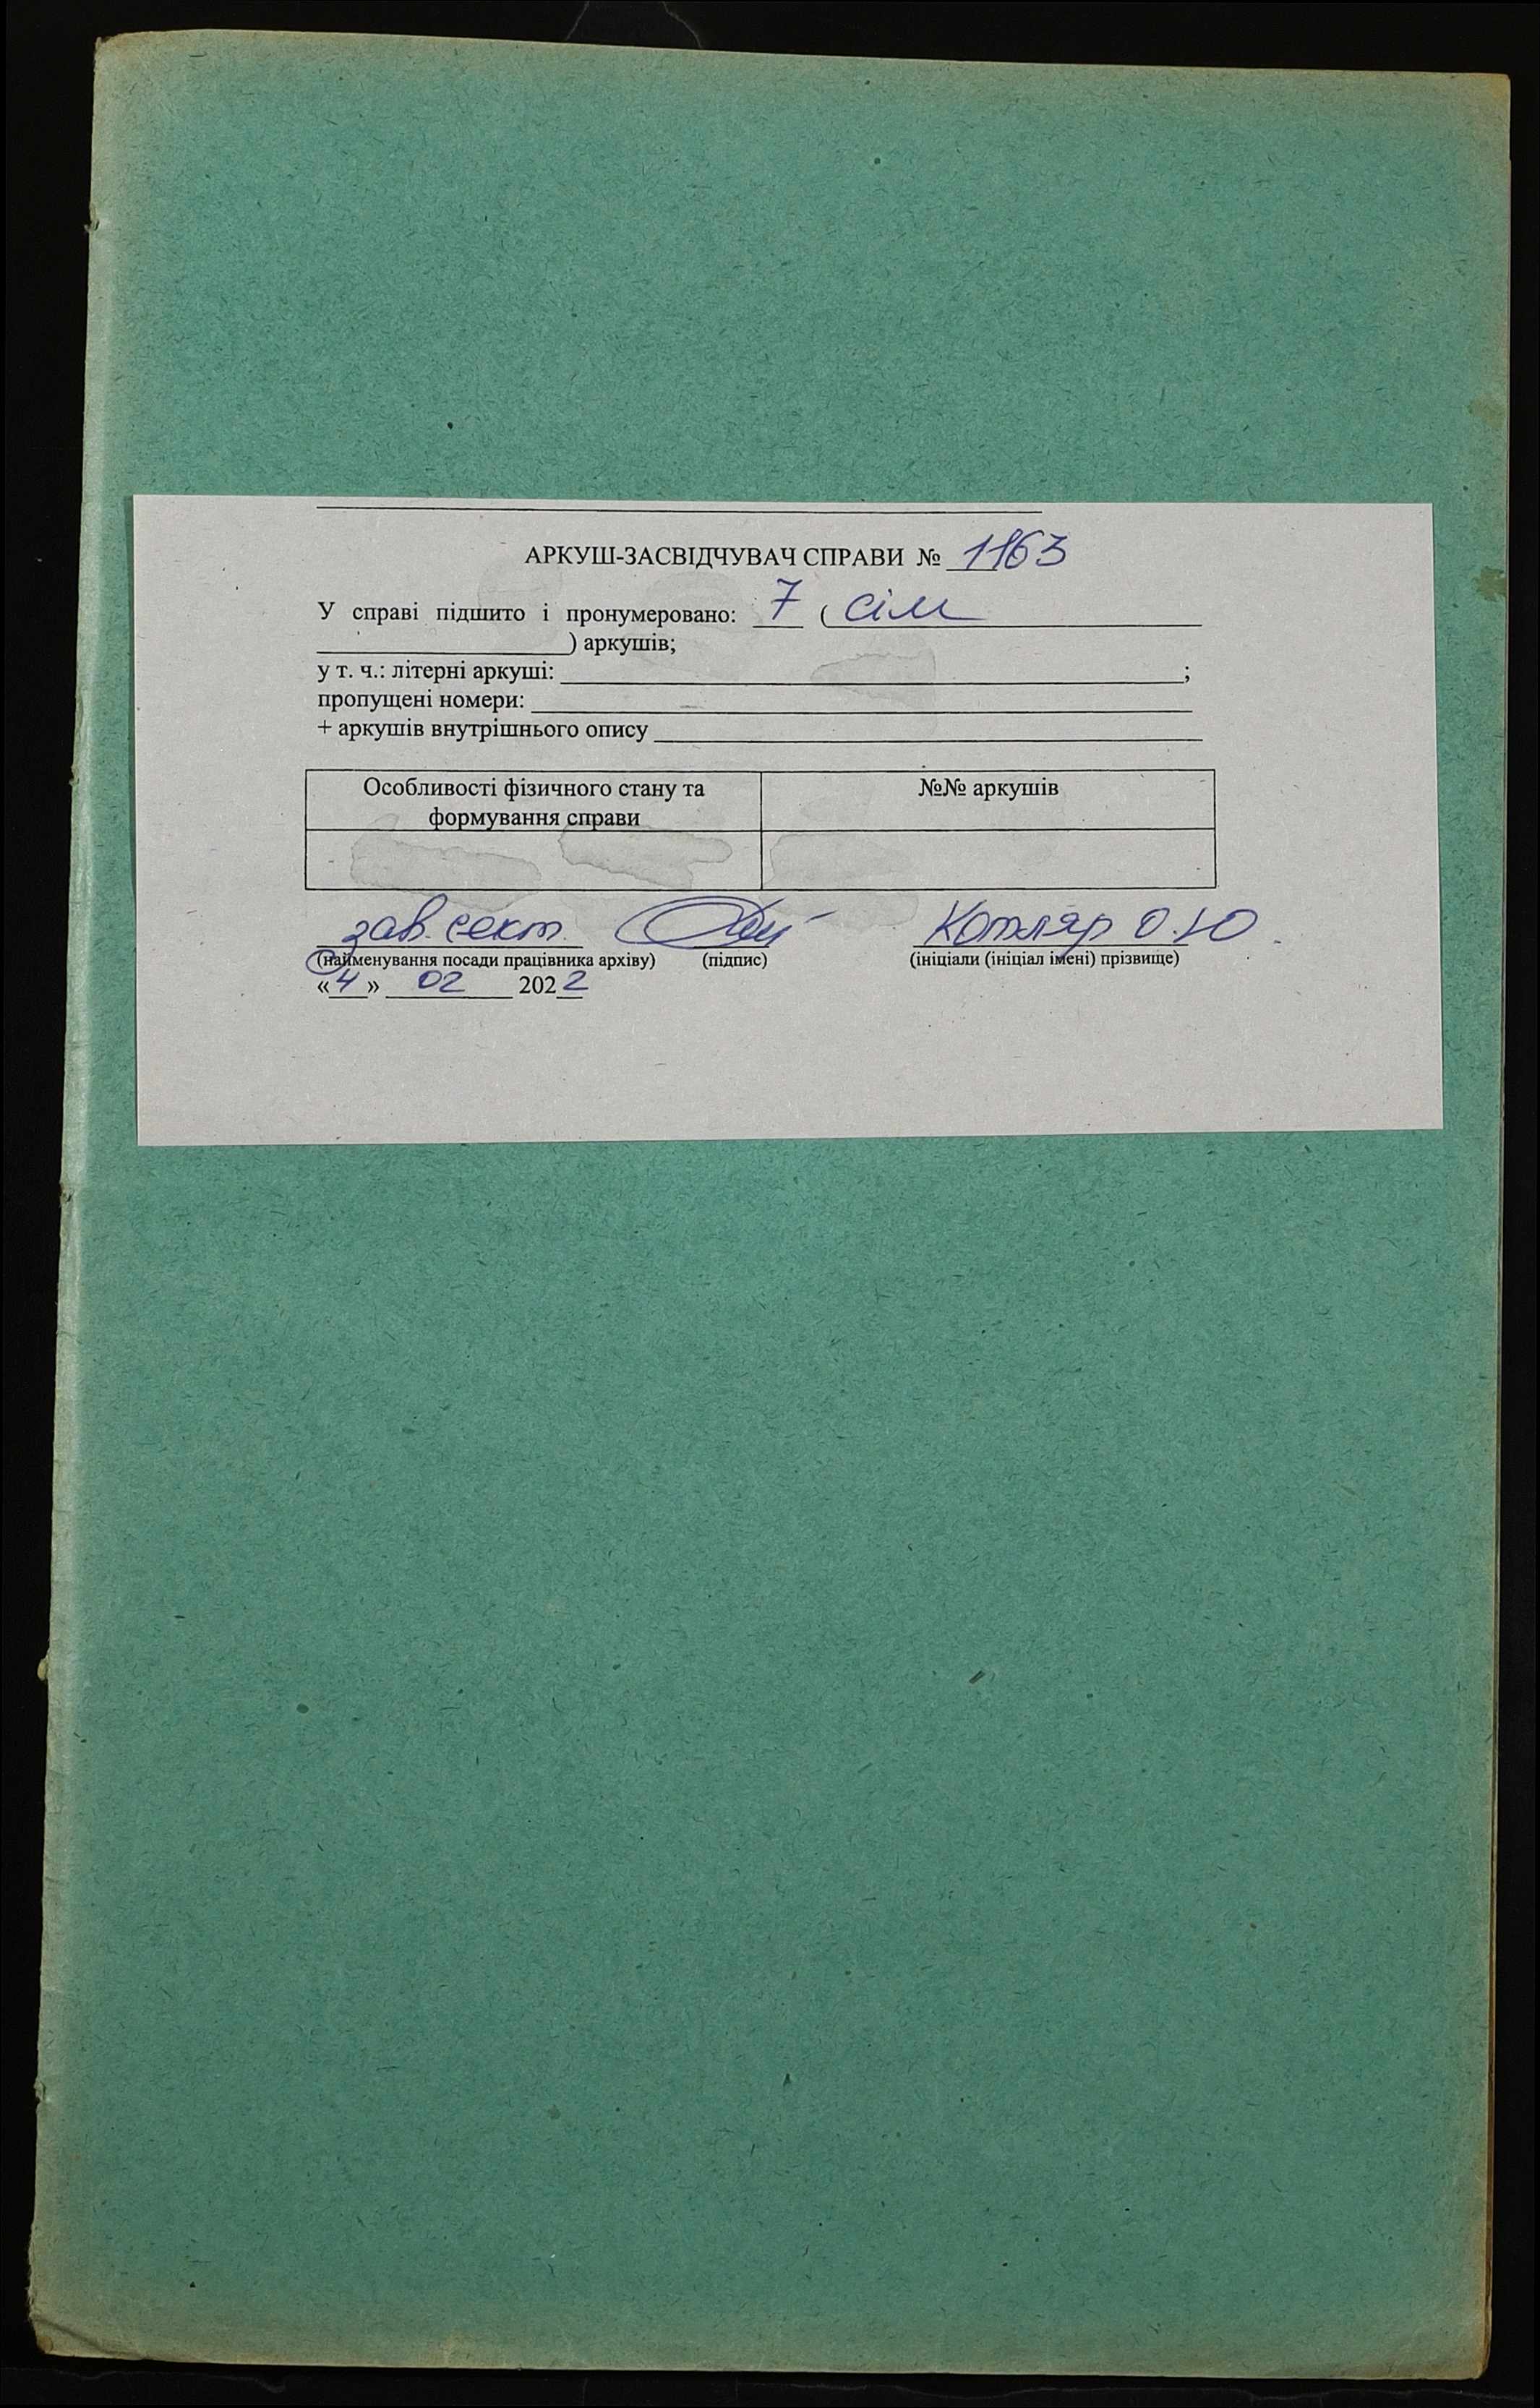 АРКУШ-ЗАСВІДЧУВАЧ СПРАВИ № 1163
У справі підшито і пронумеровано: 7 ( сім
) аркушів;
у т. ч.: літерні аркуші: ;
пропущені номери:
+ аркушів внутрішнього опису
Особливості фізичного стану та
формування справи
№№ аркушів
зав. сект. Котляр О.Ю.
(найменування посади працівника архіву) (підпис) (ініціали (ініціал імені) прізвище)
«4» 02 2022